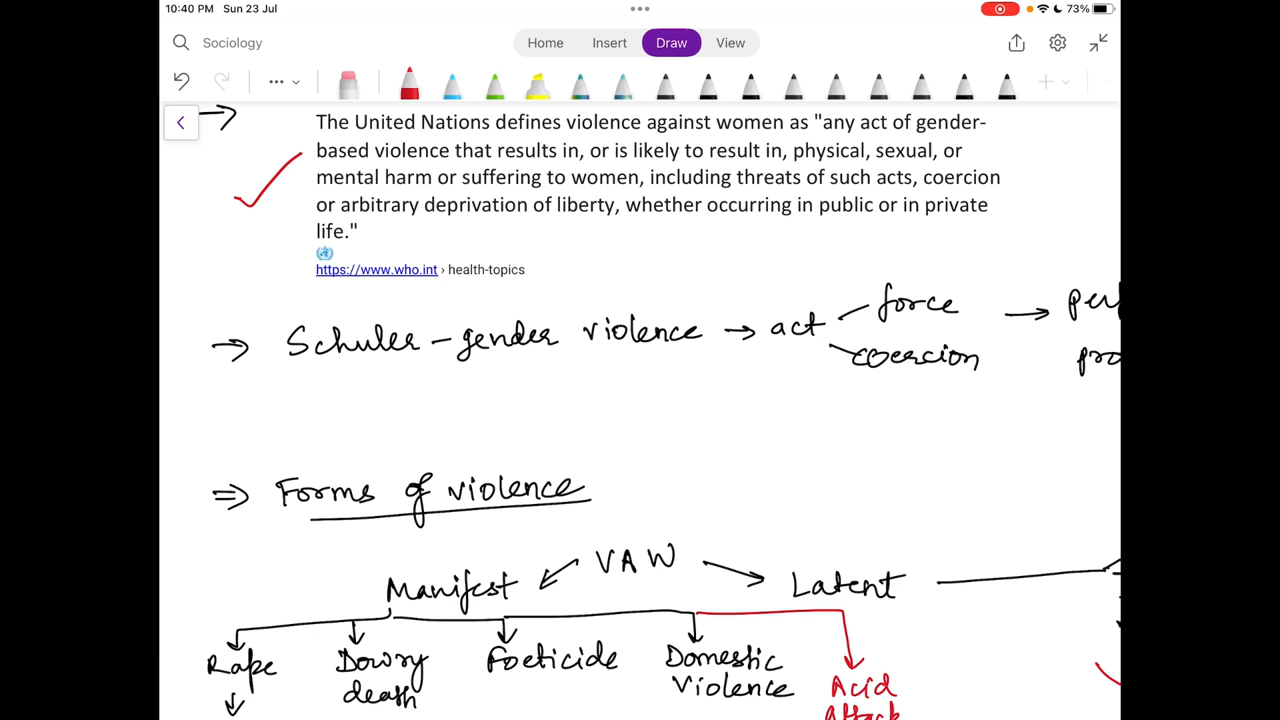 10:40 PM Sun 23 Jul
73%
Sociology
Home Insert Draw View
The United Nations defines violence against women as "any act of gender-
based violence that results in, or is likely to result in, physical, sexual, or
mental harm or suffering to women, including threats of such acts, coercion
or arbitrary deprivation of liberty, whether occurring in public or in private
life."
https://www.who.int › health-topics
→ Schuler - gender violence → act force →
coercion
⇒ Forms of violence
VAW
Manifest Latent
Rape Dowry death Foeticide Domestic Violence Acid attack